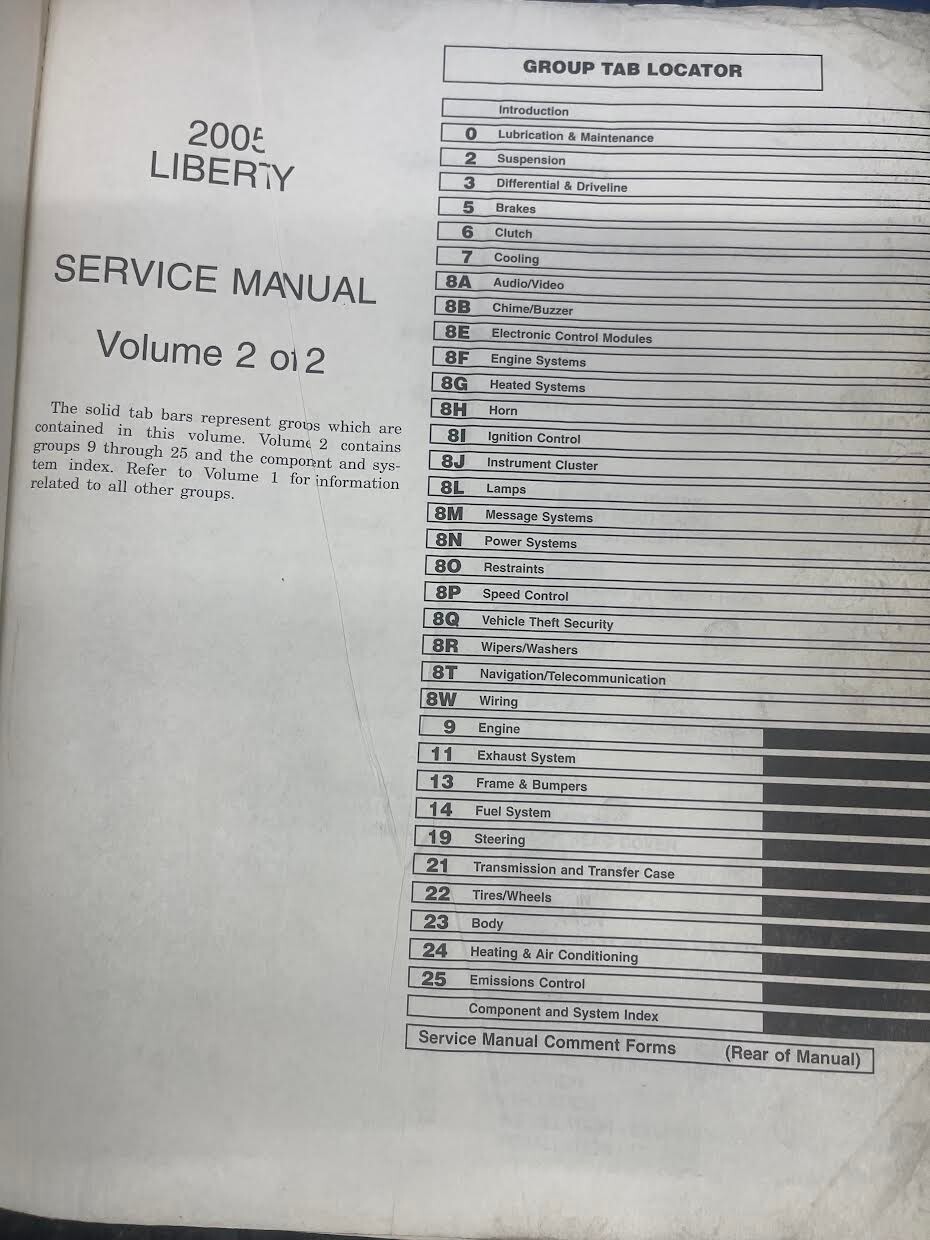 2005
LIBERTY
SERVICE MANUAL
Volume 2 of 2
The solid tab bars represent groups which are
contained in this volume. Volume 2 contains
groups 9 through 25 and the component and sys-
tem index. Refer to Volume 1 for information
related to all other groups.
GROUP TAB LOCATOR
Introduction
0 Lubrication & Maintenance
2 Suspension
3 Differential & Driveline
5 Brakes
6 Clutch
7 Cooling
8A Audio/Video
8B Chime/Buzzer
8E Electronic Control Modules
8F Engine Systems
8G Heated Systems
8H Horn
8I Ignition Control
8J Instrument Cluster
8L Lamps
8M Message Systems
8N Power Systems
8O Restraints
8P Speed Control
8Q Vehicle Theft Security
8R Wipers/Washers
8T Navigation/Telecommunication
8W Wiring
9 Engine
11 Exhaust System
13 Frame & Bumpers
14 Fuel System
19 Steering
21 Transmission and Transfer Case
22 Tires/Wheels
23 Body
24 Heating & Air Conditioning
25 Emissions Control
Component and System Index
Service Manual Comment Forms (Rear of Manual)